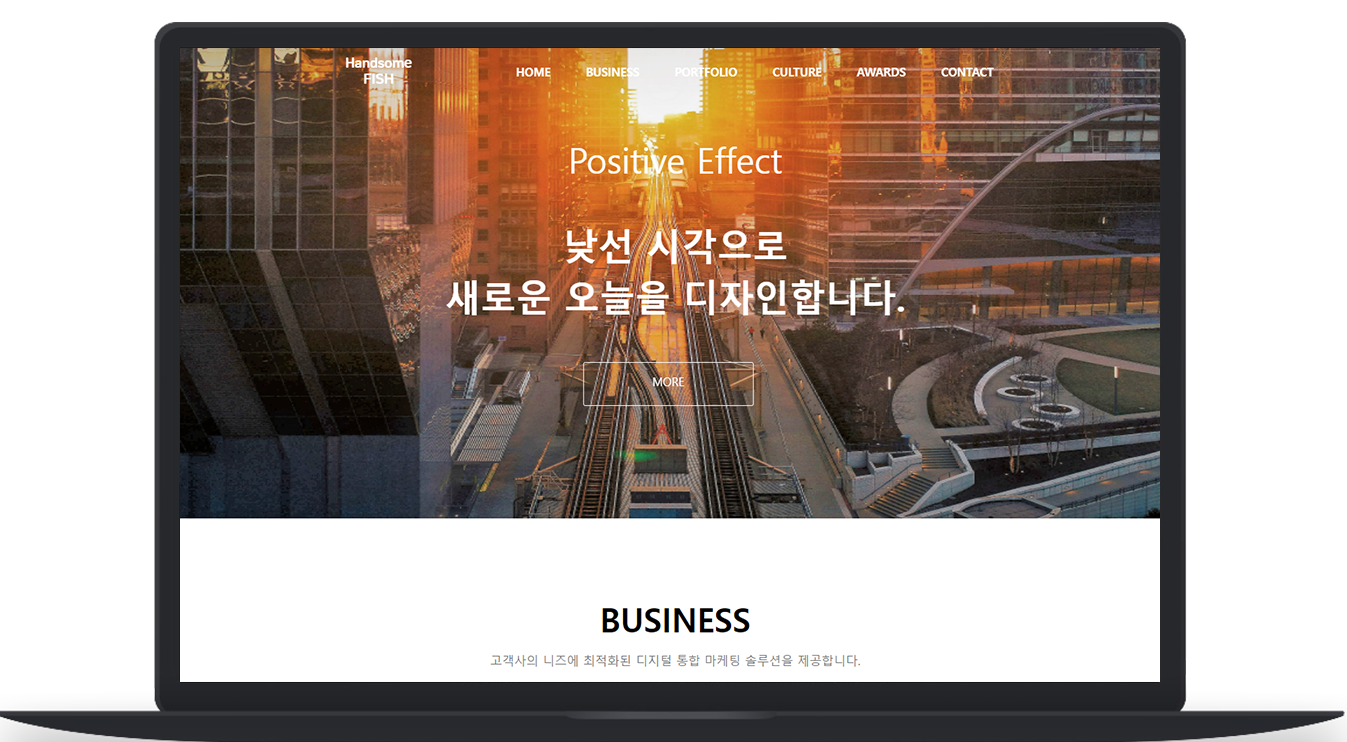 Handsome
FISH
HOME BUSINESS PORTFOLIO CULTURE AWARDS CONTACT
Positive Effect
낮선 시각으로
새로운 오늘을 디자인합니다.
MORE
BUSINESS
고객사의 니즈에 최적화된 디지털 통합 마케팅 솔루션을 제공합니다.